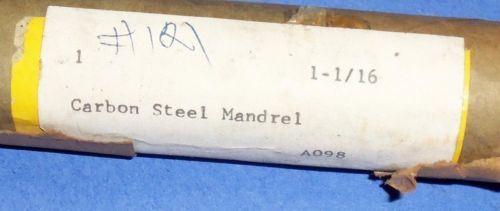 #121
1 1-1/16
Carbon Steel Mandrel
A098